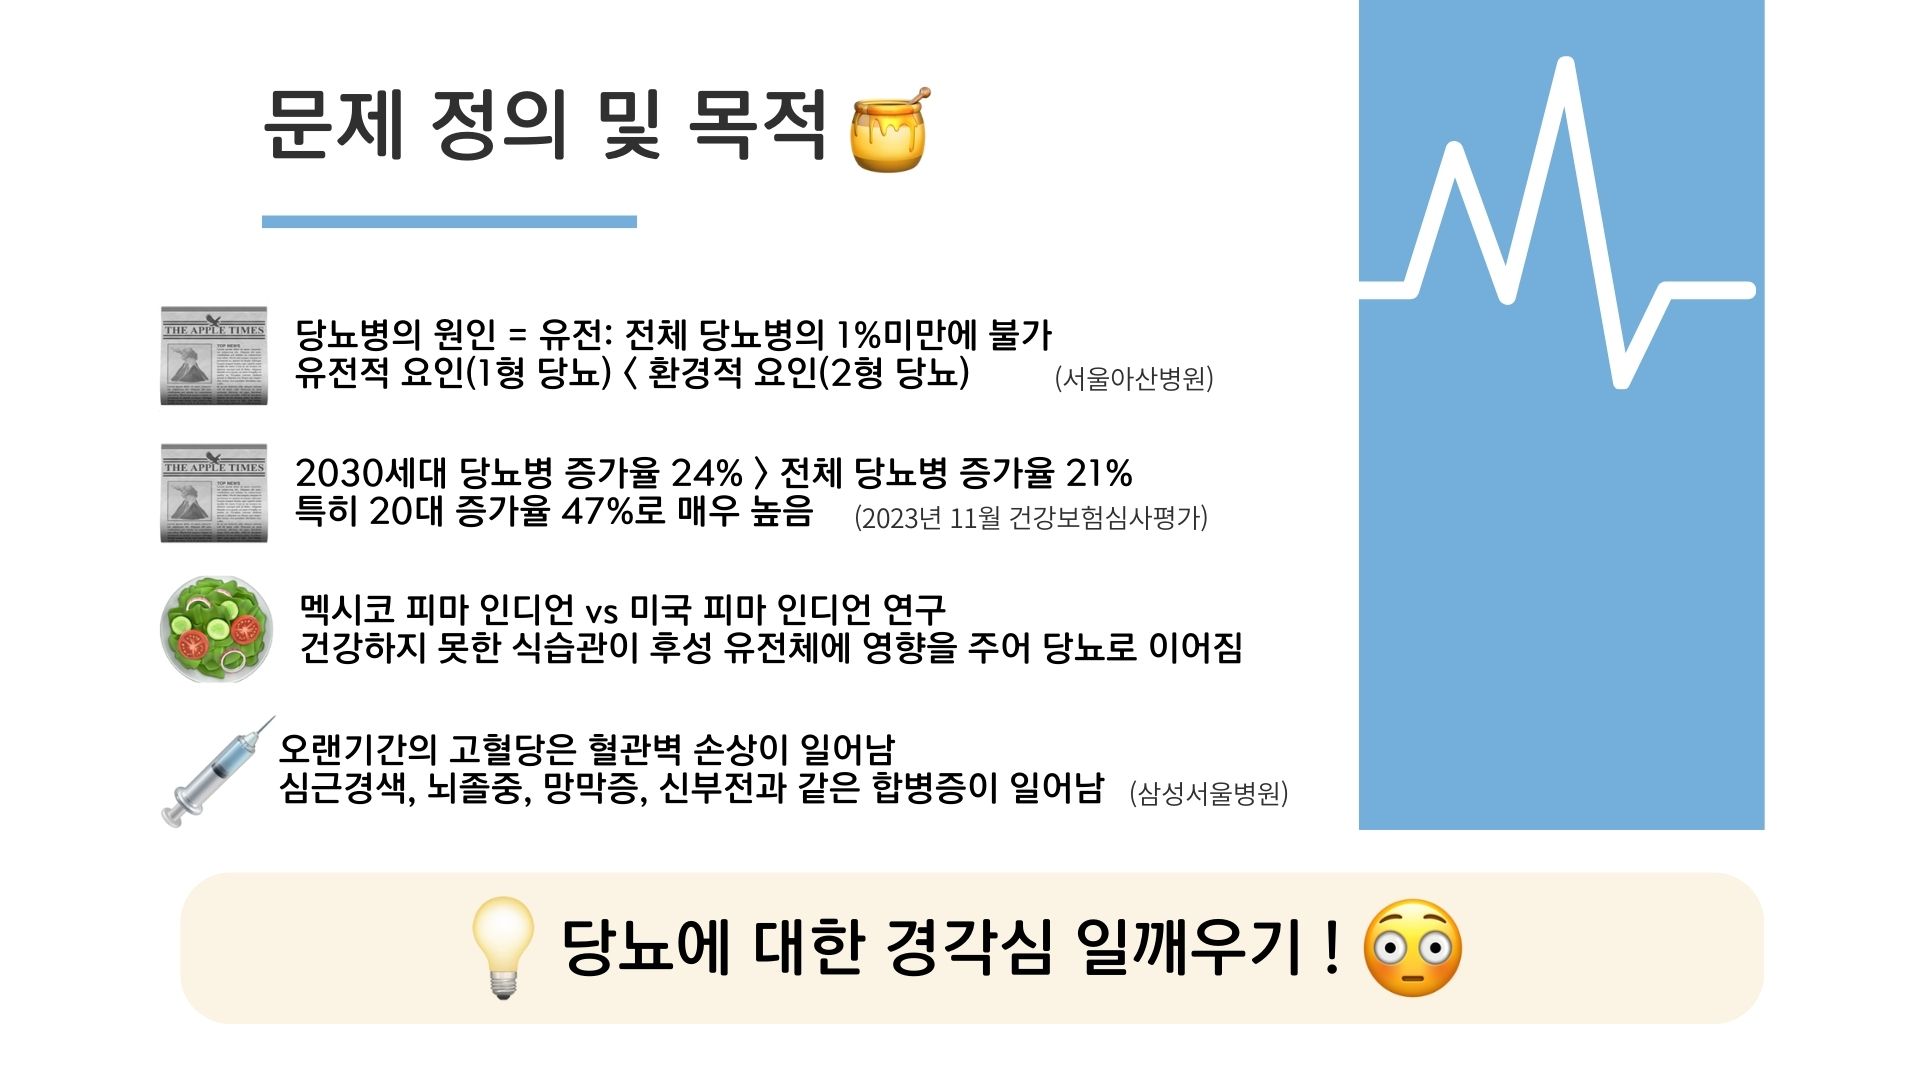 문제 정의 및 목적
THE APPLE TIMES
TOP NEWS
당뇨병의 원인 = 유전: 전체 당뇨병의 1%미만에 불가
유전적 요인(1형 당뇨) < 환경적 요인(2형 당뇨) (서울아산병원)
THE APPLE TIMES
TOP NEWS
2030세대 당뇨병 증가율 24% > 전체 당뇨병 증가율 21%
특히 20대 증가율 47%로 매우 높음 (2023년 11월 건강보험심사평가)
멕시코 피마 인디언 vs 미국 피마 인디언 연구
건강하지 못한 식습관이 후성 유전체에 영향을 주어 당뇨로 이어짐
오랜기간의 고혈당은 혈관벽 손상이 일어남
심근경색, 뇌졸중, 망막증, 신부전과 같은 합병증이 일어남 (삼성서울병원)
당뇨에 대한 경각심 일깨우기 !